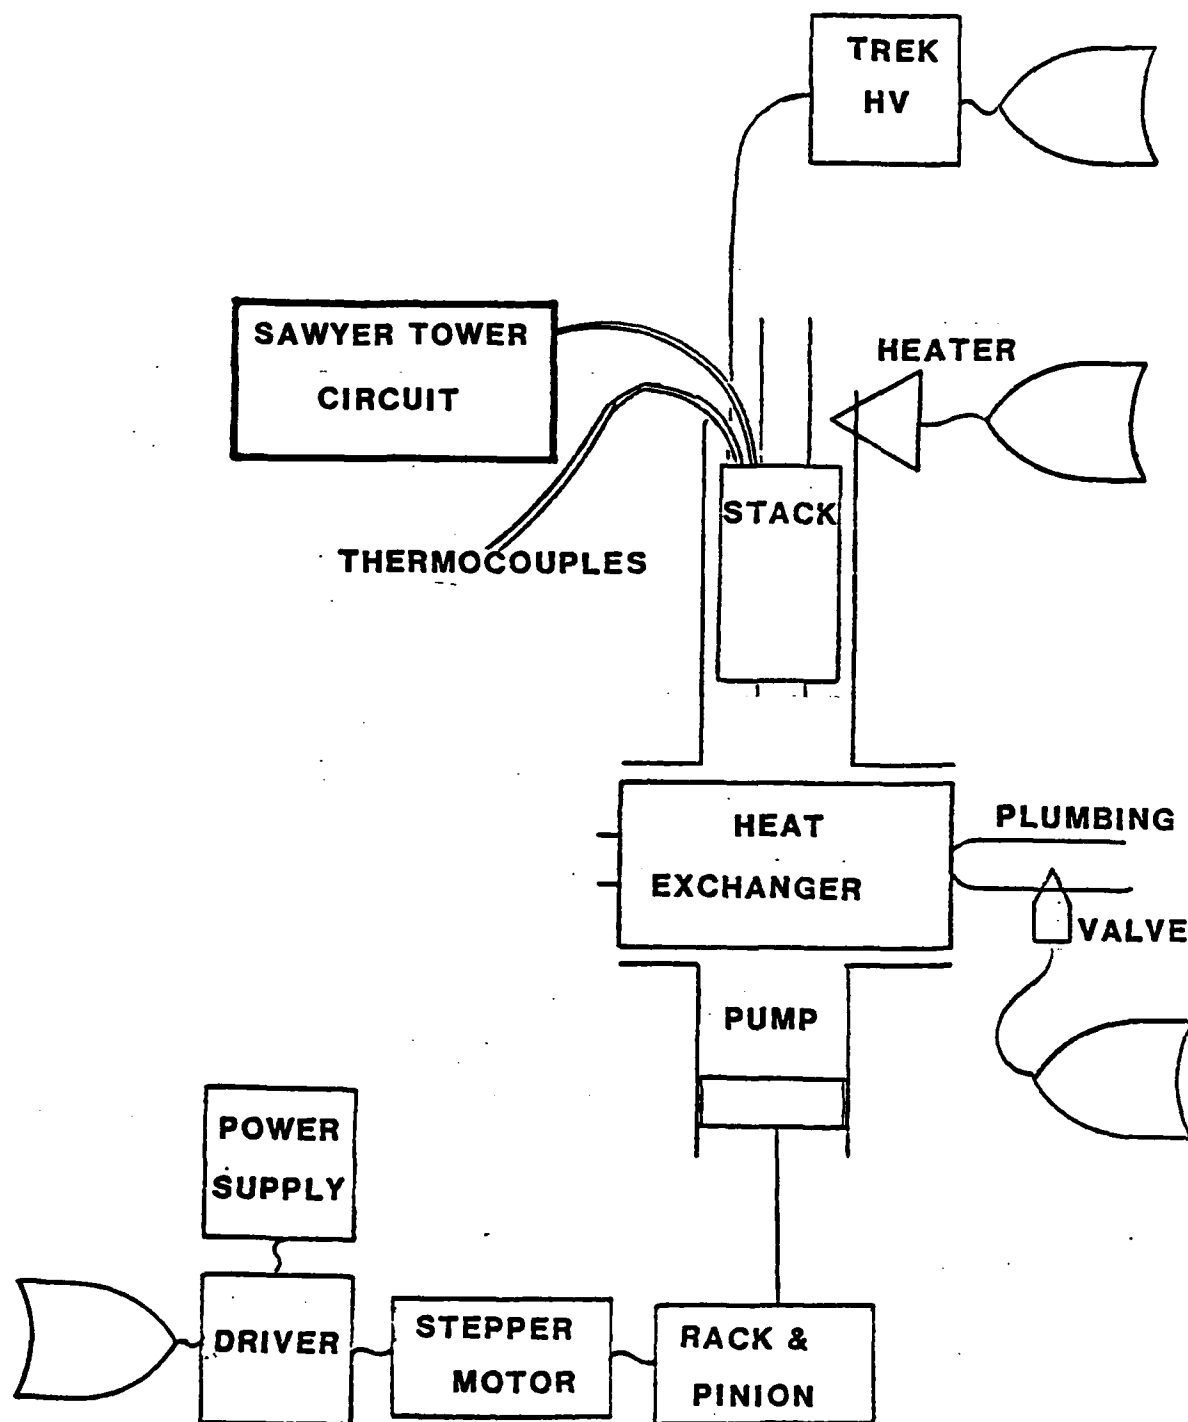 TREK
HV
SAWYER TOWER
CIRCUIT
HEATER
STACK
THERMOCOUPLES
HEAT
EXCHANGER
PLUMBING
VALVE
PUMP
POWER
SUPPLY
DRIVER
STEPPER
MOTOR
RACK &
PINION